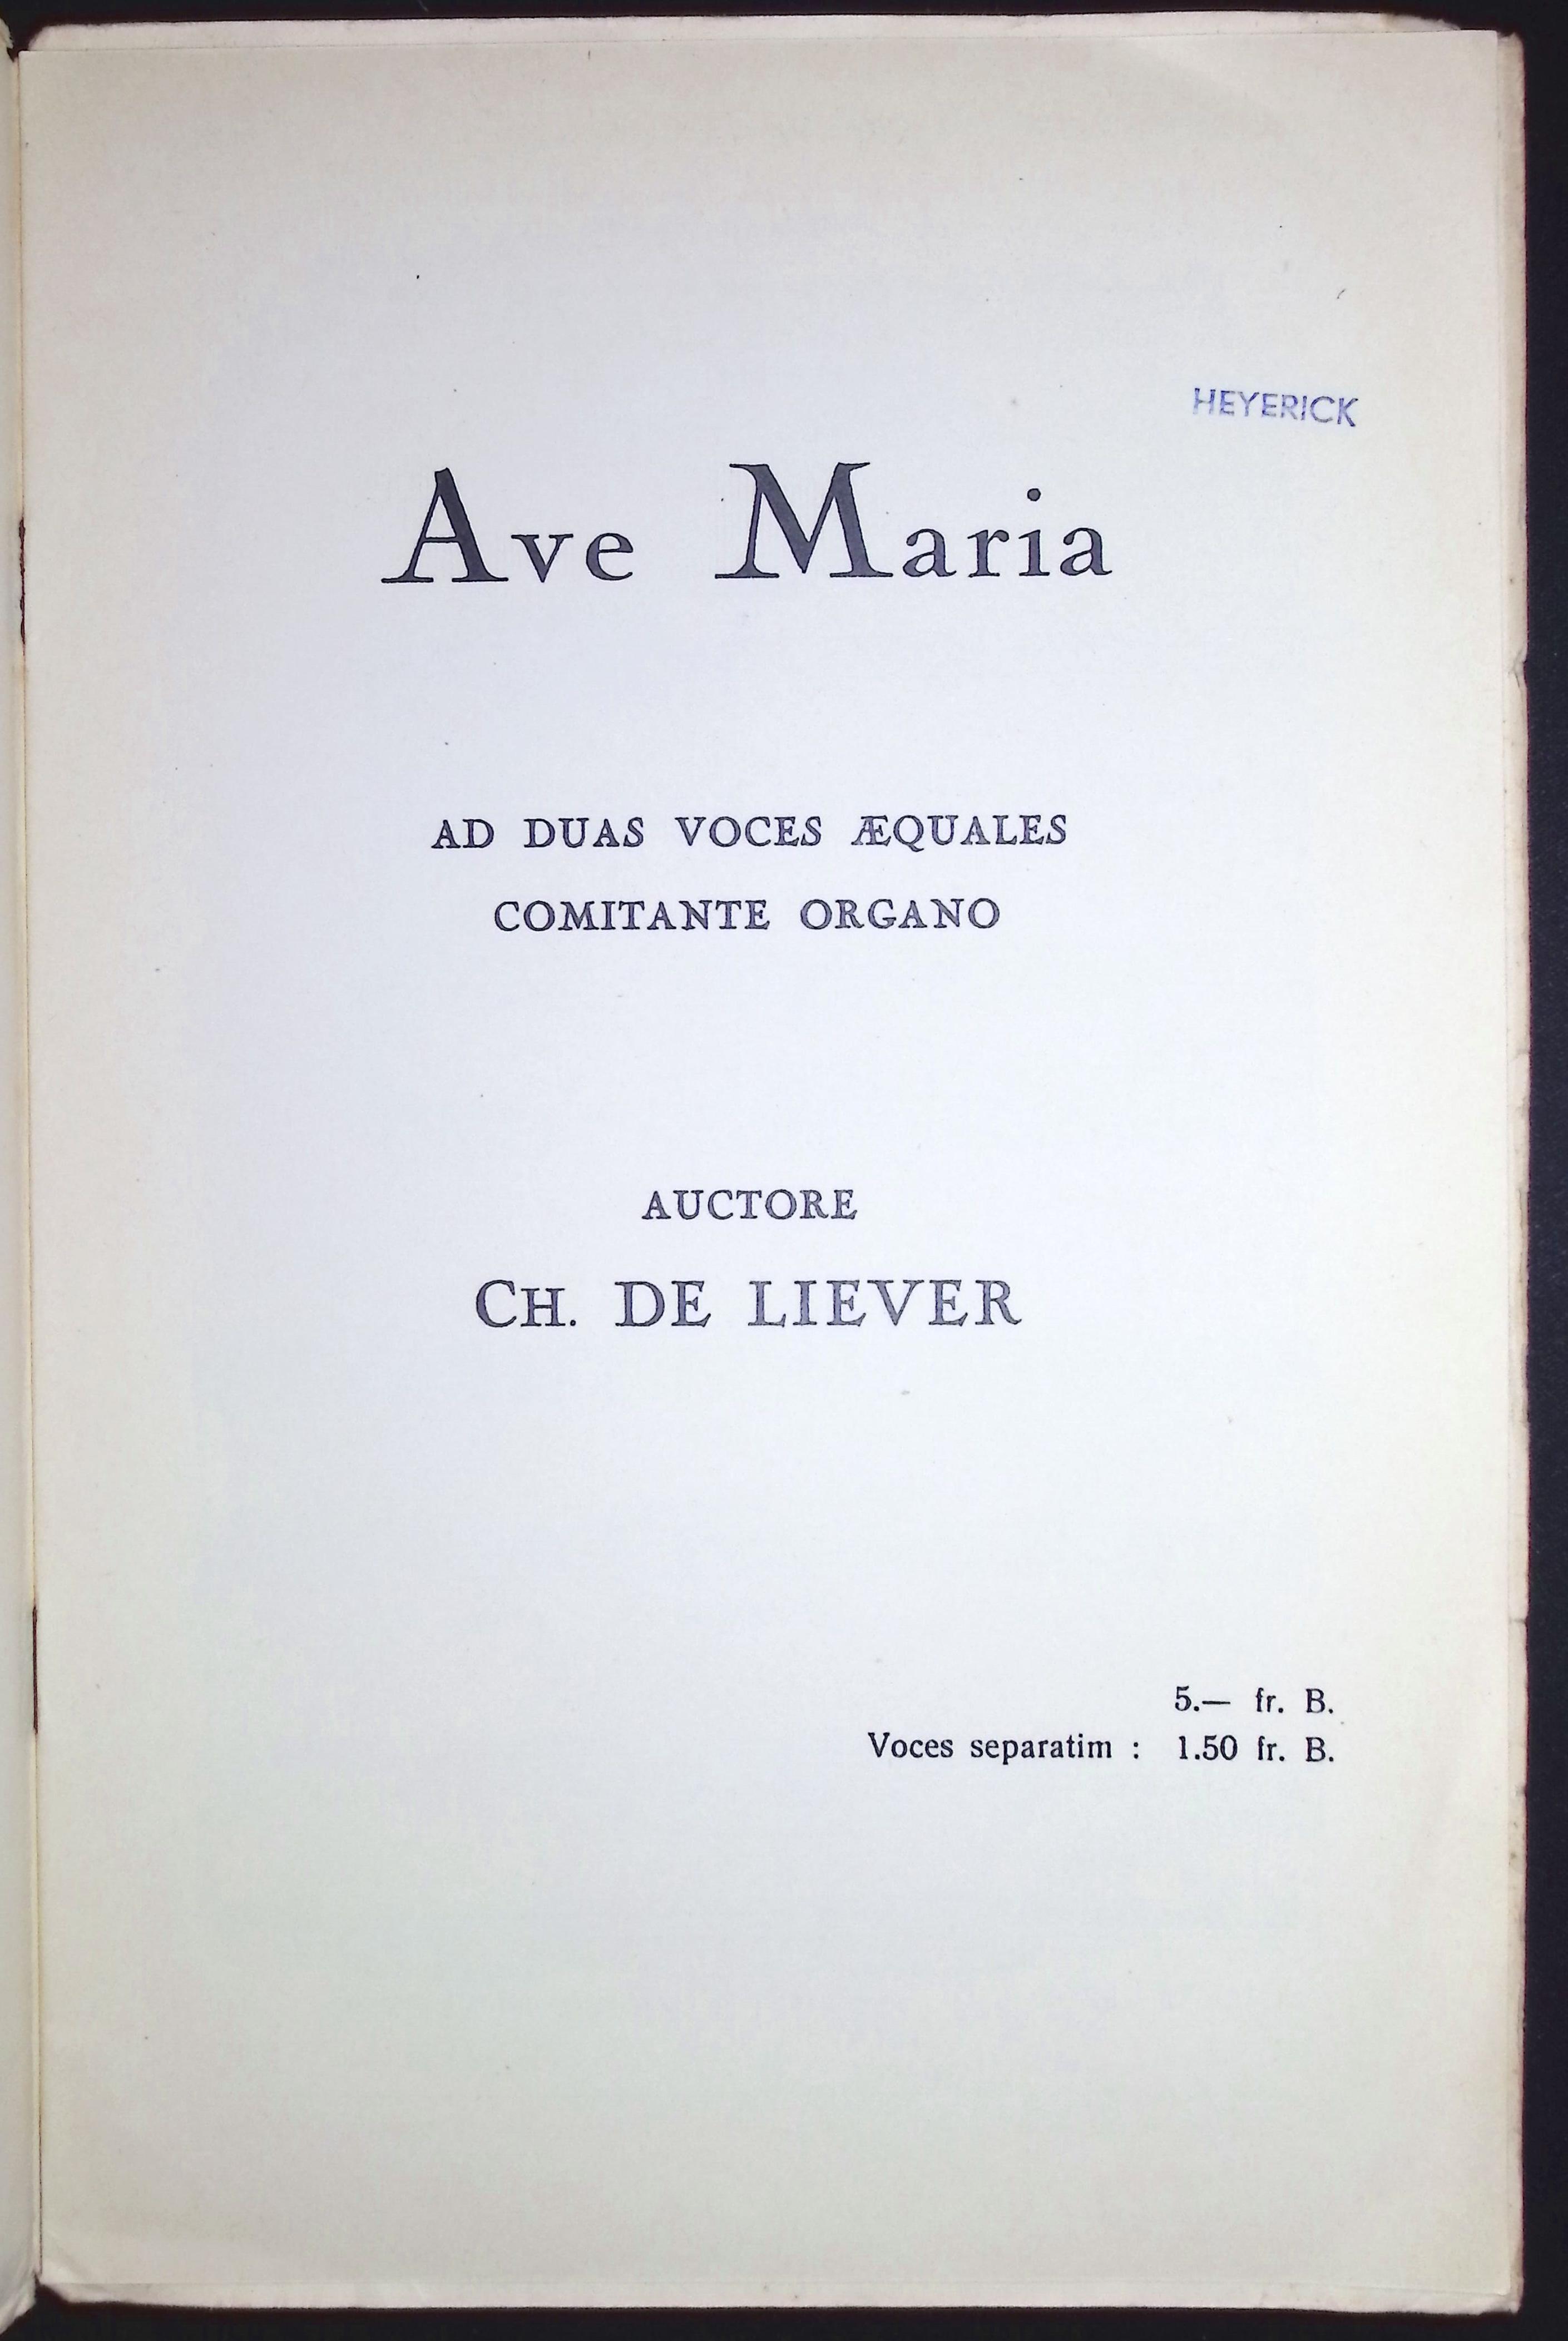 HEYERICK
Ave Maria
AD DUAS VOCES ÆQUALES
COMITANTE ORGANO
AUCTORE
CH. DE LIEVER
5.— fr. B.
Voces separatim : 1.50 fr. B.